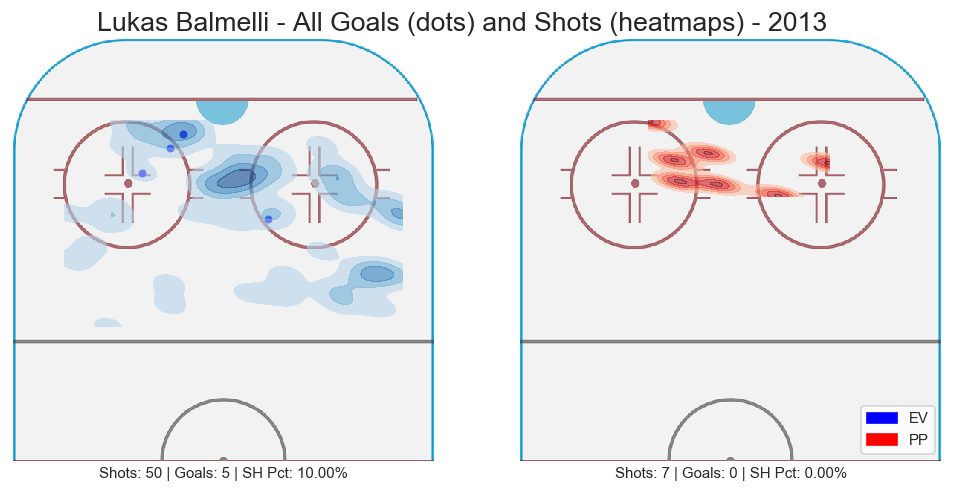 Lukas Balmelli - All Goals (dots) and Shots (heatmaps) - 2013
EV
PP
Shots: 50 | Goals: 5 | SH Pct: 10.00%
Shots: 7 | Goals: 0 | SH Pct: 0.00%